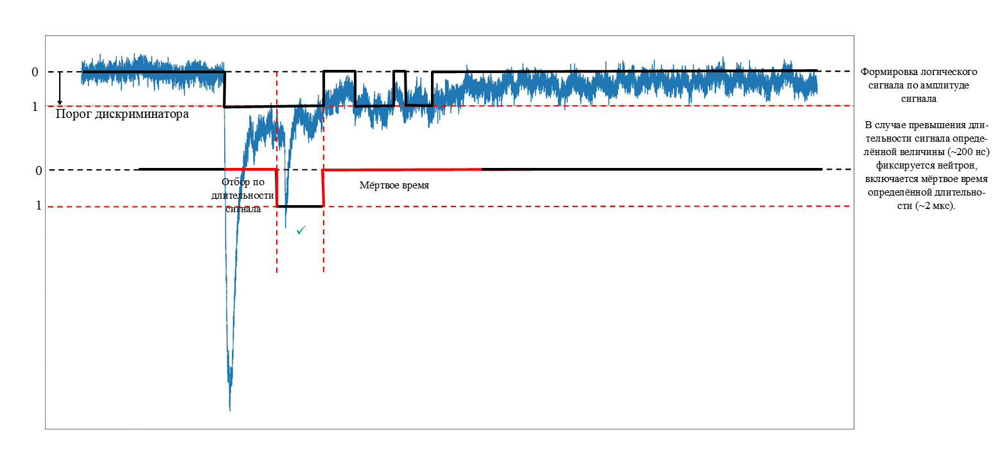 0
1
Порог дискриминатора
0
1
Отбор по
длительности
сигнала
Мёртвое время
✓
Формировка логического
сигнала по амплитуде
сигнала
В случае превышения дли-
тельности сигнала опреде-
лённой величины (~200 нс)
фиксируется нейтрон,
включается мёртвое время
определённой длительно-
сти (~2 мкс).